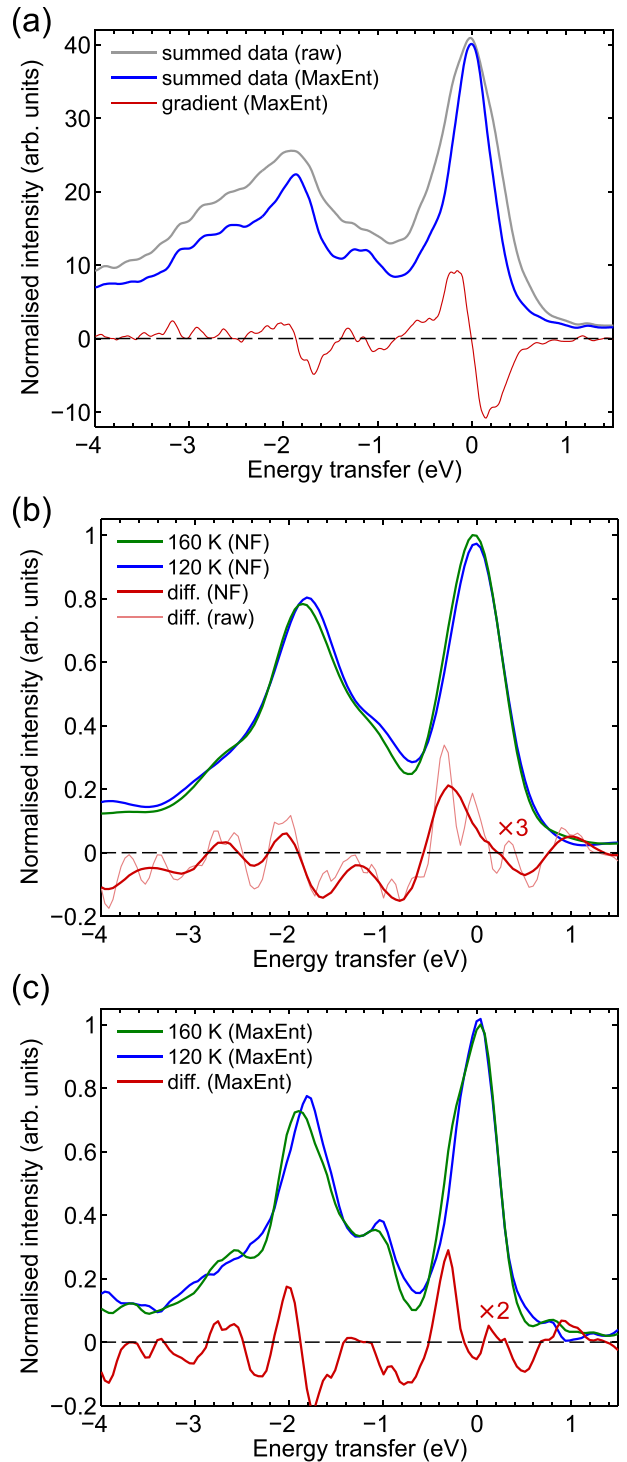 (a)
Normalised intensity (arb. units)
40
30
20
10
0
−10
summed data (raw)
summed data (MaxEnt)
gradient (MaxEnt)
−4 −3 −2 −1 0 1
Energy transfer (eV)
(b)
Normalised intensity (arb. units)
1
0.8
0.6
0.4
0.2
0
−0.2
160 K (NF)
120 K (NF)
diff. (NF)
diff. (raw)
×3
−4 −3 −2 −1 0 1
Energy transfer (eV)
(c)
Normalised intensity (arb. units)
1
0.8
0.6
0.4
0.2
0
−0.2
160 K (MaxEnt)
120 K (MaxEnt)
diff. (MaxEnt)
×2
−4 −3 −2 −1 0 1
Energy transfer (eV)